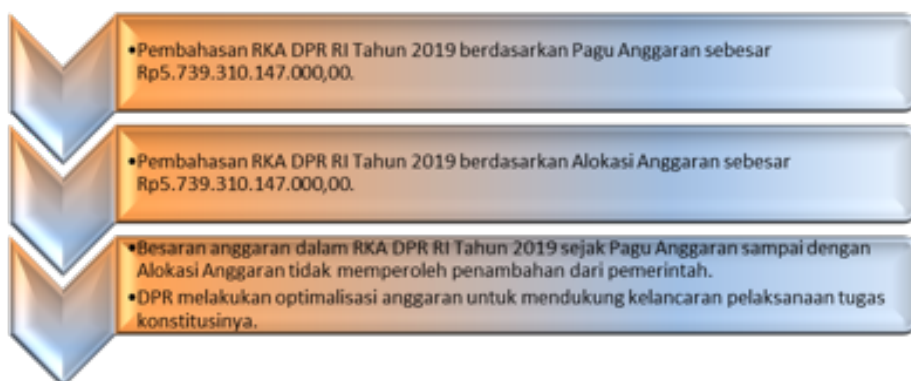 •Pembahasan RKA DPR RI Tahun 2019 berdasarkan Pagu Anggaran sebesar
Rp5.739.310.147.000,00.
•Pembahasan RKA DPR RI Tahun 2019 berdasarkan Alokasi Anggaran sebesar
Rp5.739.310.147.000,00.
•Besaran anggaran dalam RKA DPR RI Tahun 2019 sejak Pagu Anggaran sampai dengan
Alokasi Anggaran tidak memperoleh penambahan dari pemerintah.
•DPR melakukan optimalisasi anggaran untuk mendukung kelancaran pelaksanaan tugas
konstitusinya.